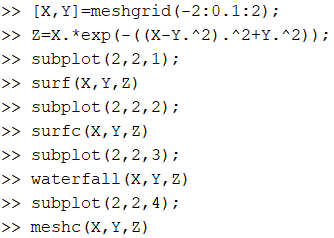 >> [X,Y]=meshgrid(-2:0.1:2);
>> Z=X.*exp(-((X-Y.^2).^2+Y.^2));
>> subplot(2,2,1);
>> surf(X,Y,Z)
>> subplot(2,2,2);
>> surfc(X,Y,Z)
>> subplot(2,2,3);
>> waterfall(X,Y,Z)
>> subplot(2,2,4);
>> meshc(X,Y,Z)